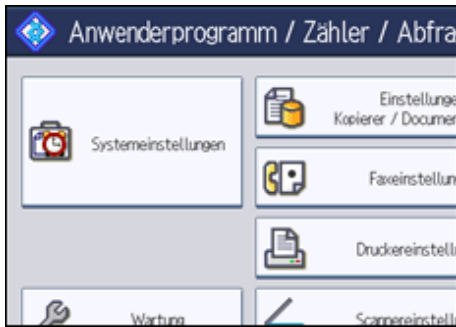 Anwenderprogramm / Zähler / Abfra
Systemeinstellungen
Einstellunge
Kopierer / Documen
Faxeinstellun
Druckereinstell
Wartung
Scannereinstell